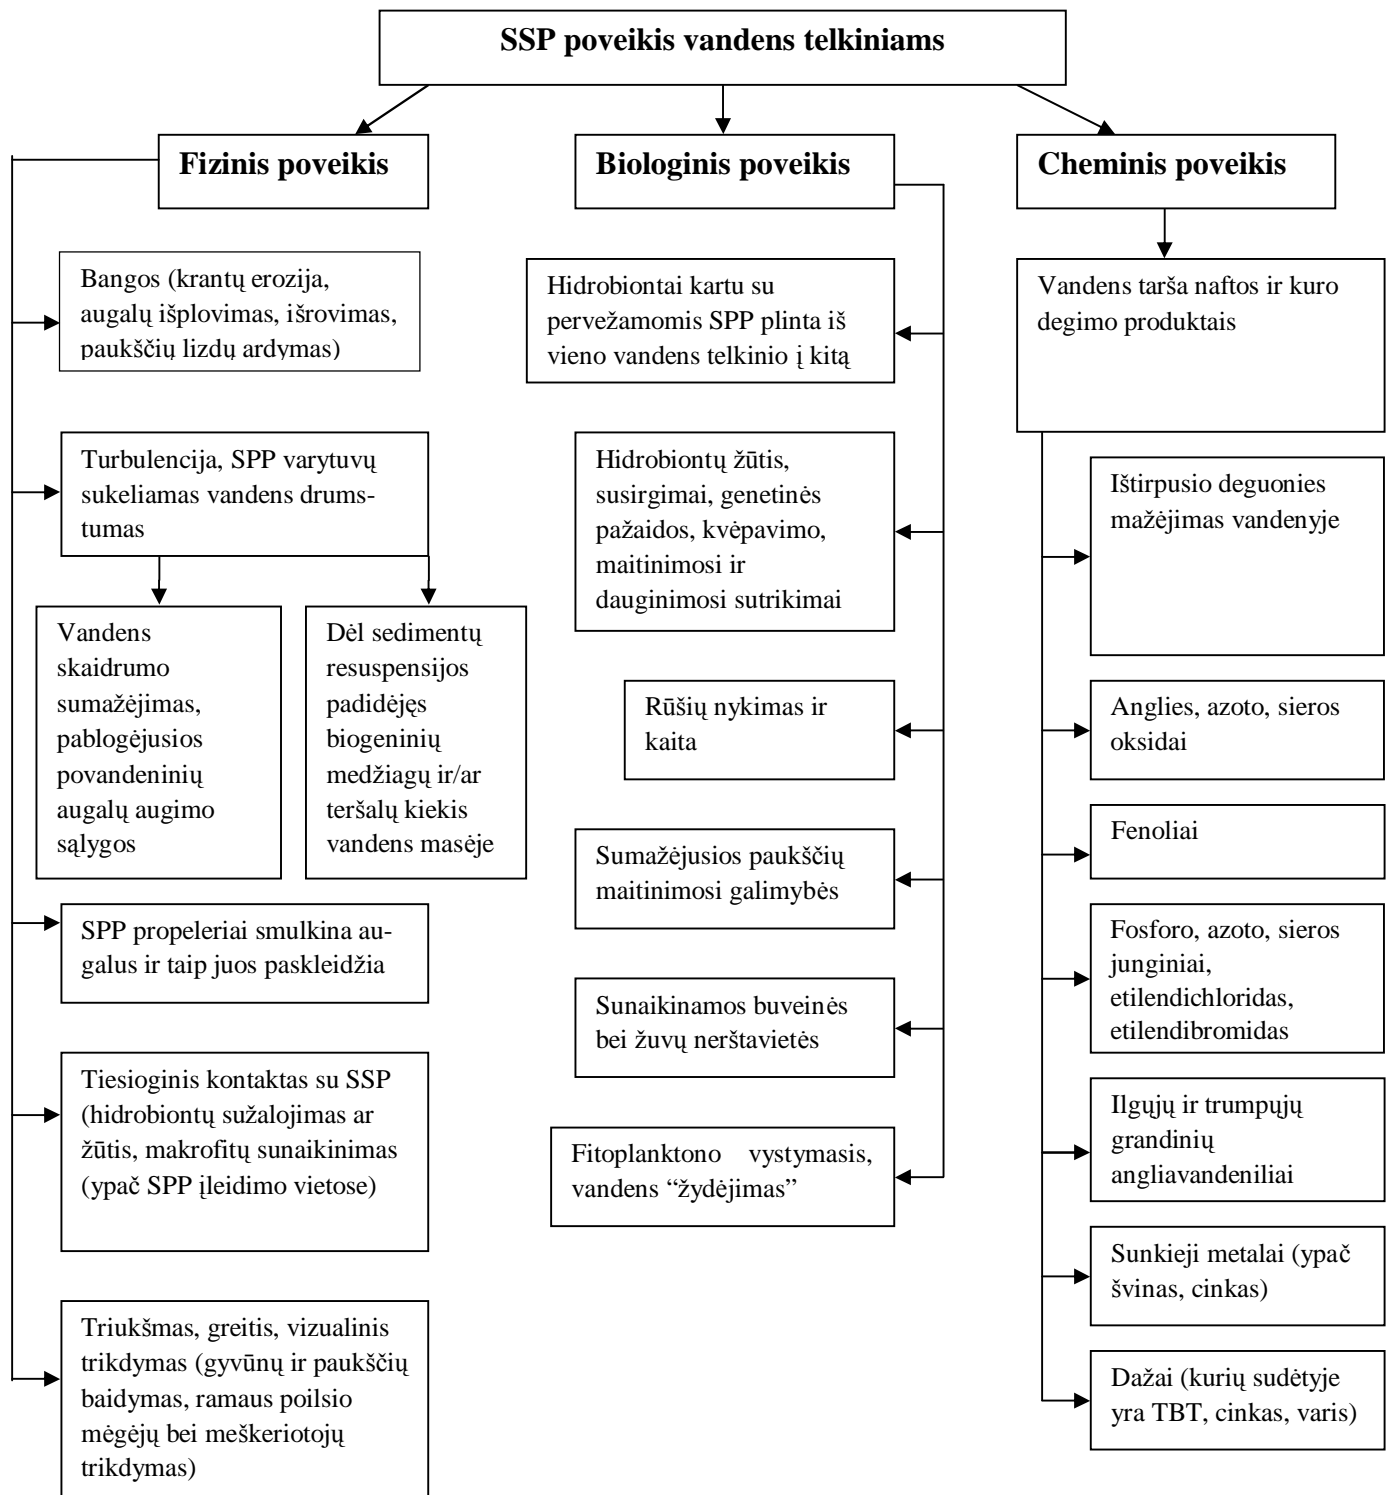 SSP poveikis vandens telkiniams
Fizinis poveikis
Bangos (krantų erozija,
augalų išplovimas, išrovimas,
paukščių lizdų ardymas)
Turbulencija, SPP varytuvų
sukeliamas vandens drums-
tumas
Vandens
skaidrumo
sumažėjimas,
pablogėjusios
povandeninių
augalų augimo
sąlygos
Dėl sedimentų
resuspensijos
padidėjęs
biogeninių
medžiagų ir/ar
teršalų kiekis
vandens masėje
SPP propeleriai smulkina au-
galus ir taip juos paskleidžia
Tiesioginis kontaktas su SSP
(hidrobiontų sužalojimas ar
žūtis, makrofitų sunaikinimas
(ypač SPP įleidimo vietose)
Triukšmas, greitis, vizualinis
trikdymas (gyvūnų ir paukščių
baidymas, ramaus poilsio
mėgėjų bei meškeriotojų
trikdymas)
Biologinis poveikis
Hidrobiontai kartu su
pervežamomis SPP plinta iš
vieno vandens telkinio į kitą
Hidrobiontų žūtis,
susirgimai, genetinės
pažaidos, kvėpavimo,
maitinimosi ir
dauginimosi sutrikimai
Rūšių nykimas ir
kaita
Sumažėjusios paukščių
maitinimosi galimybės
Sunaikinamos buveinės
bei žuvų nerštavietės
Fitoplanktono vystymasis,
vandens “žydėjimas”
Cheminis poveikis
Vandens tarša naftos ir kuro
degimo produktais
Ištirpusio deguonies
mažėjimas vandenyje
Anglies, azoto, sieros
oksidai
Fenoliai
Fosforo, azoto, sieros
junginiai,
etilendichloridas,
etilendibromidas
Ilgųjų ir trumpųjų
grandinių
angliavandeniliai
Sunkieji metalai (ypač
švinas, cinkas)
Dažai (kurių sudėtyje
yra TBT, cinkas, varis)